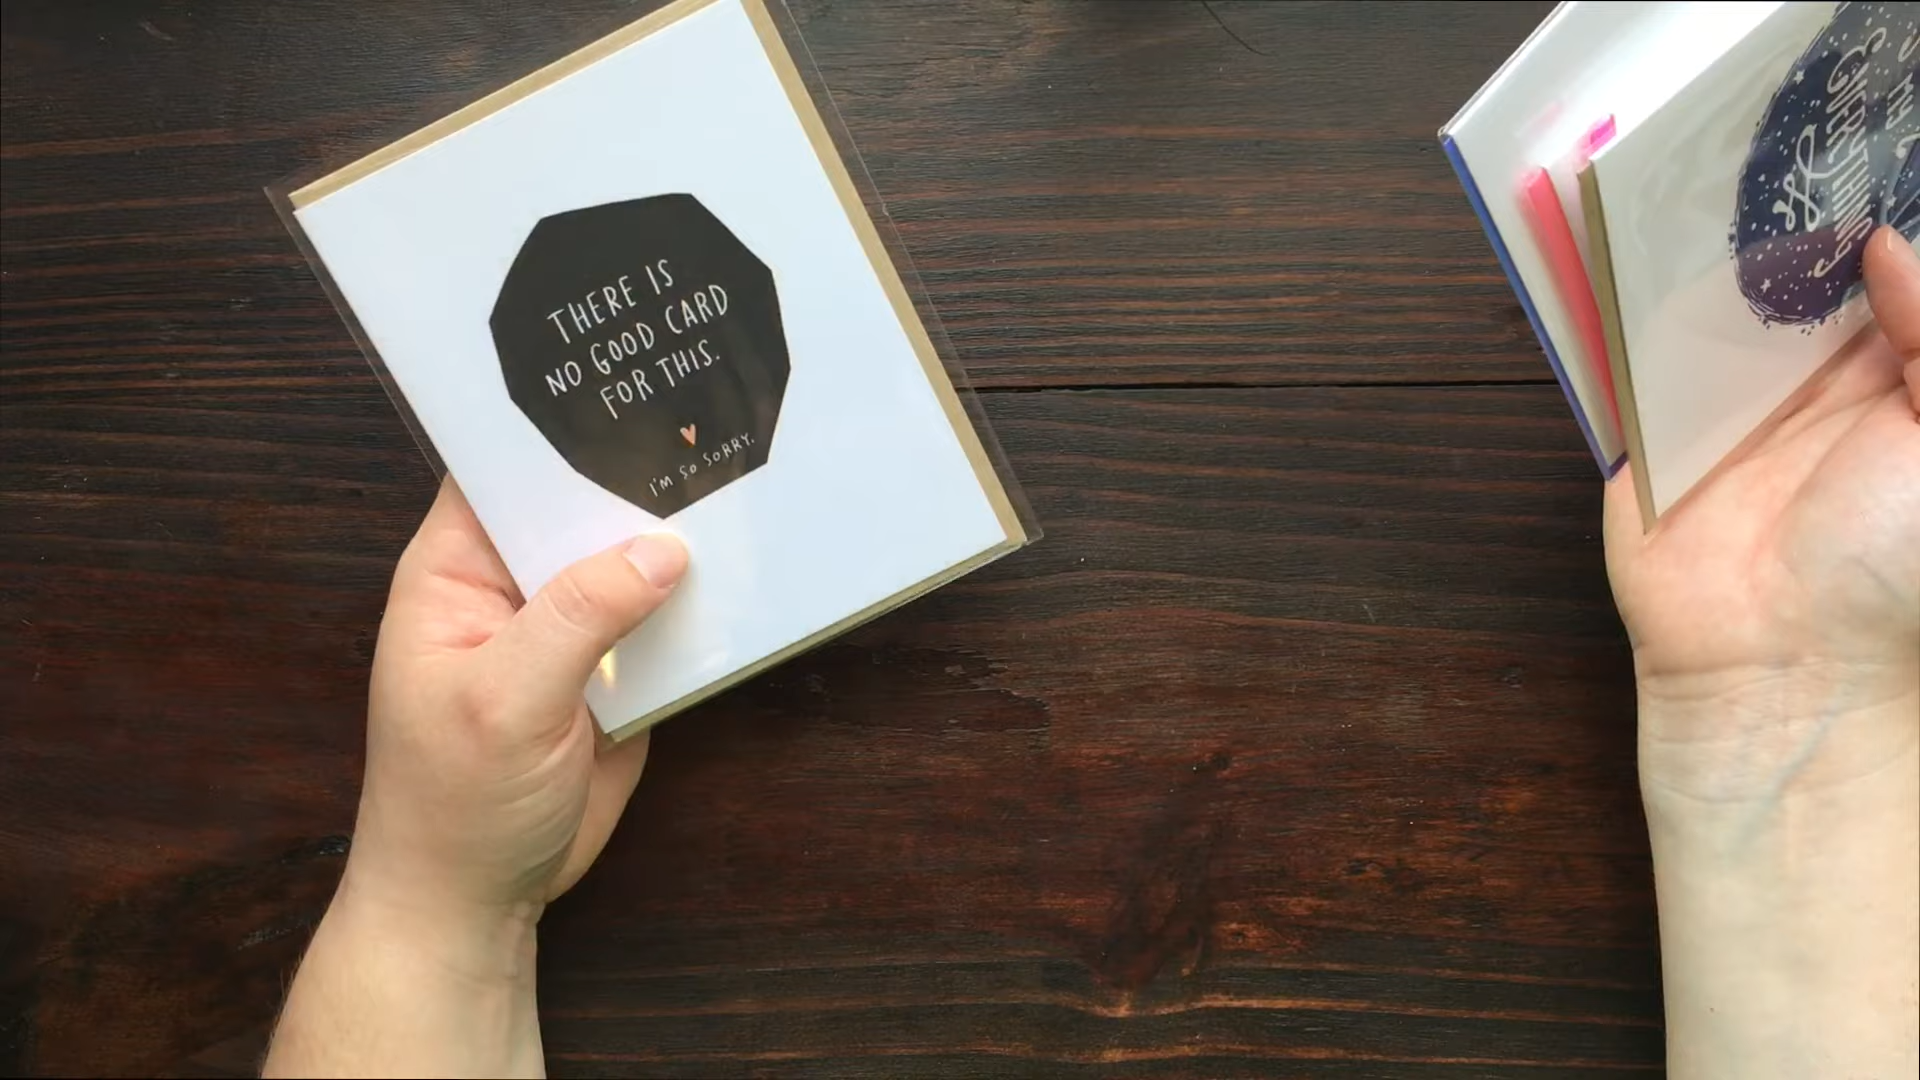 THERE IS
NO GOOD CARD
FOR THIS.
I'M SO SORRY.
EVERYTHING